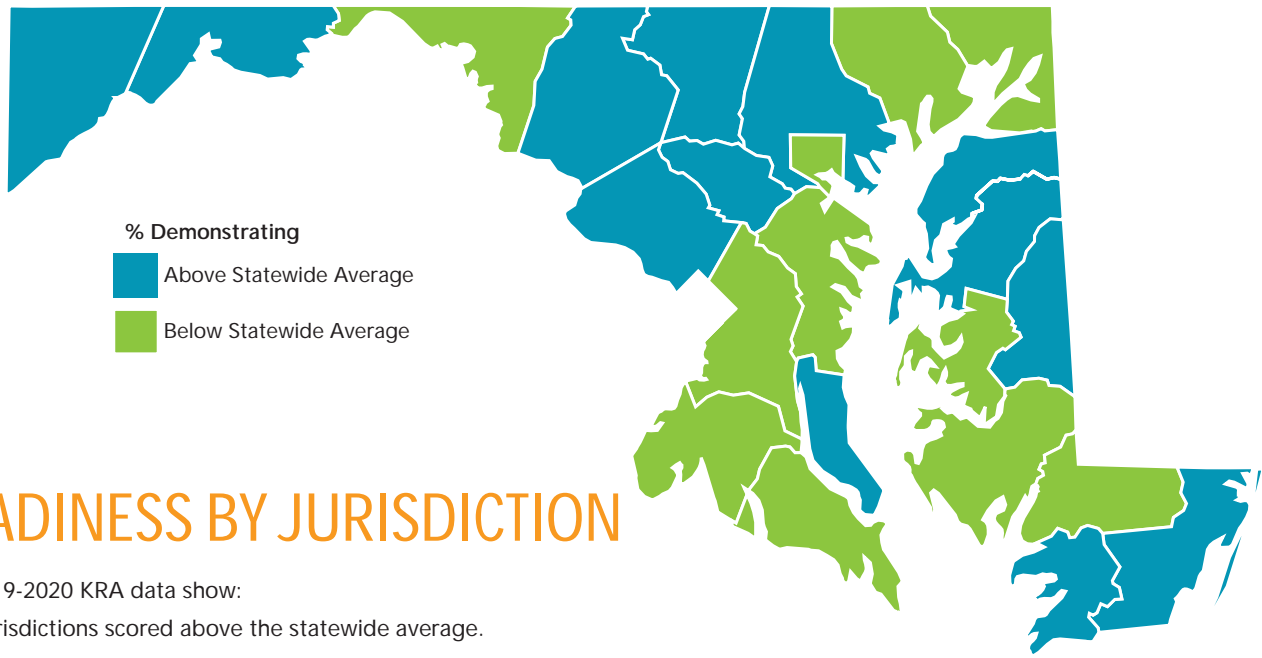 % Demonstrating
Above Statewide Average
Below Statewide Average
ADINESS BY JURISDICTION
9-2020 KRA data show:
risdictions scored above the statewide average.